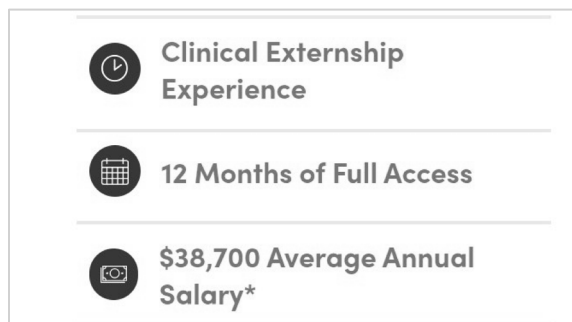 Clinical Externship
Experience
12 Months of Full Access
$38,700 Average Annual
Salary*